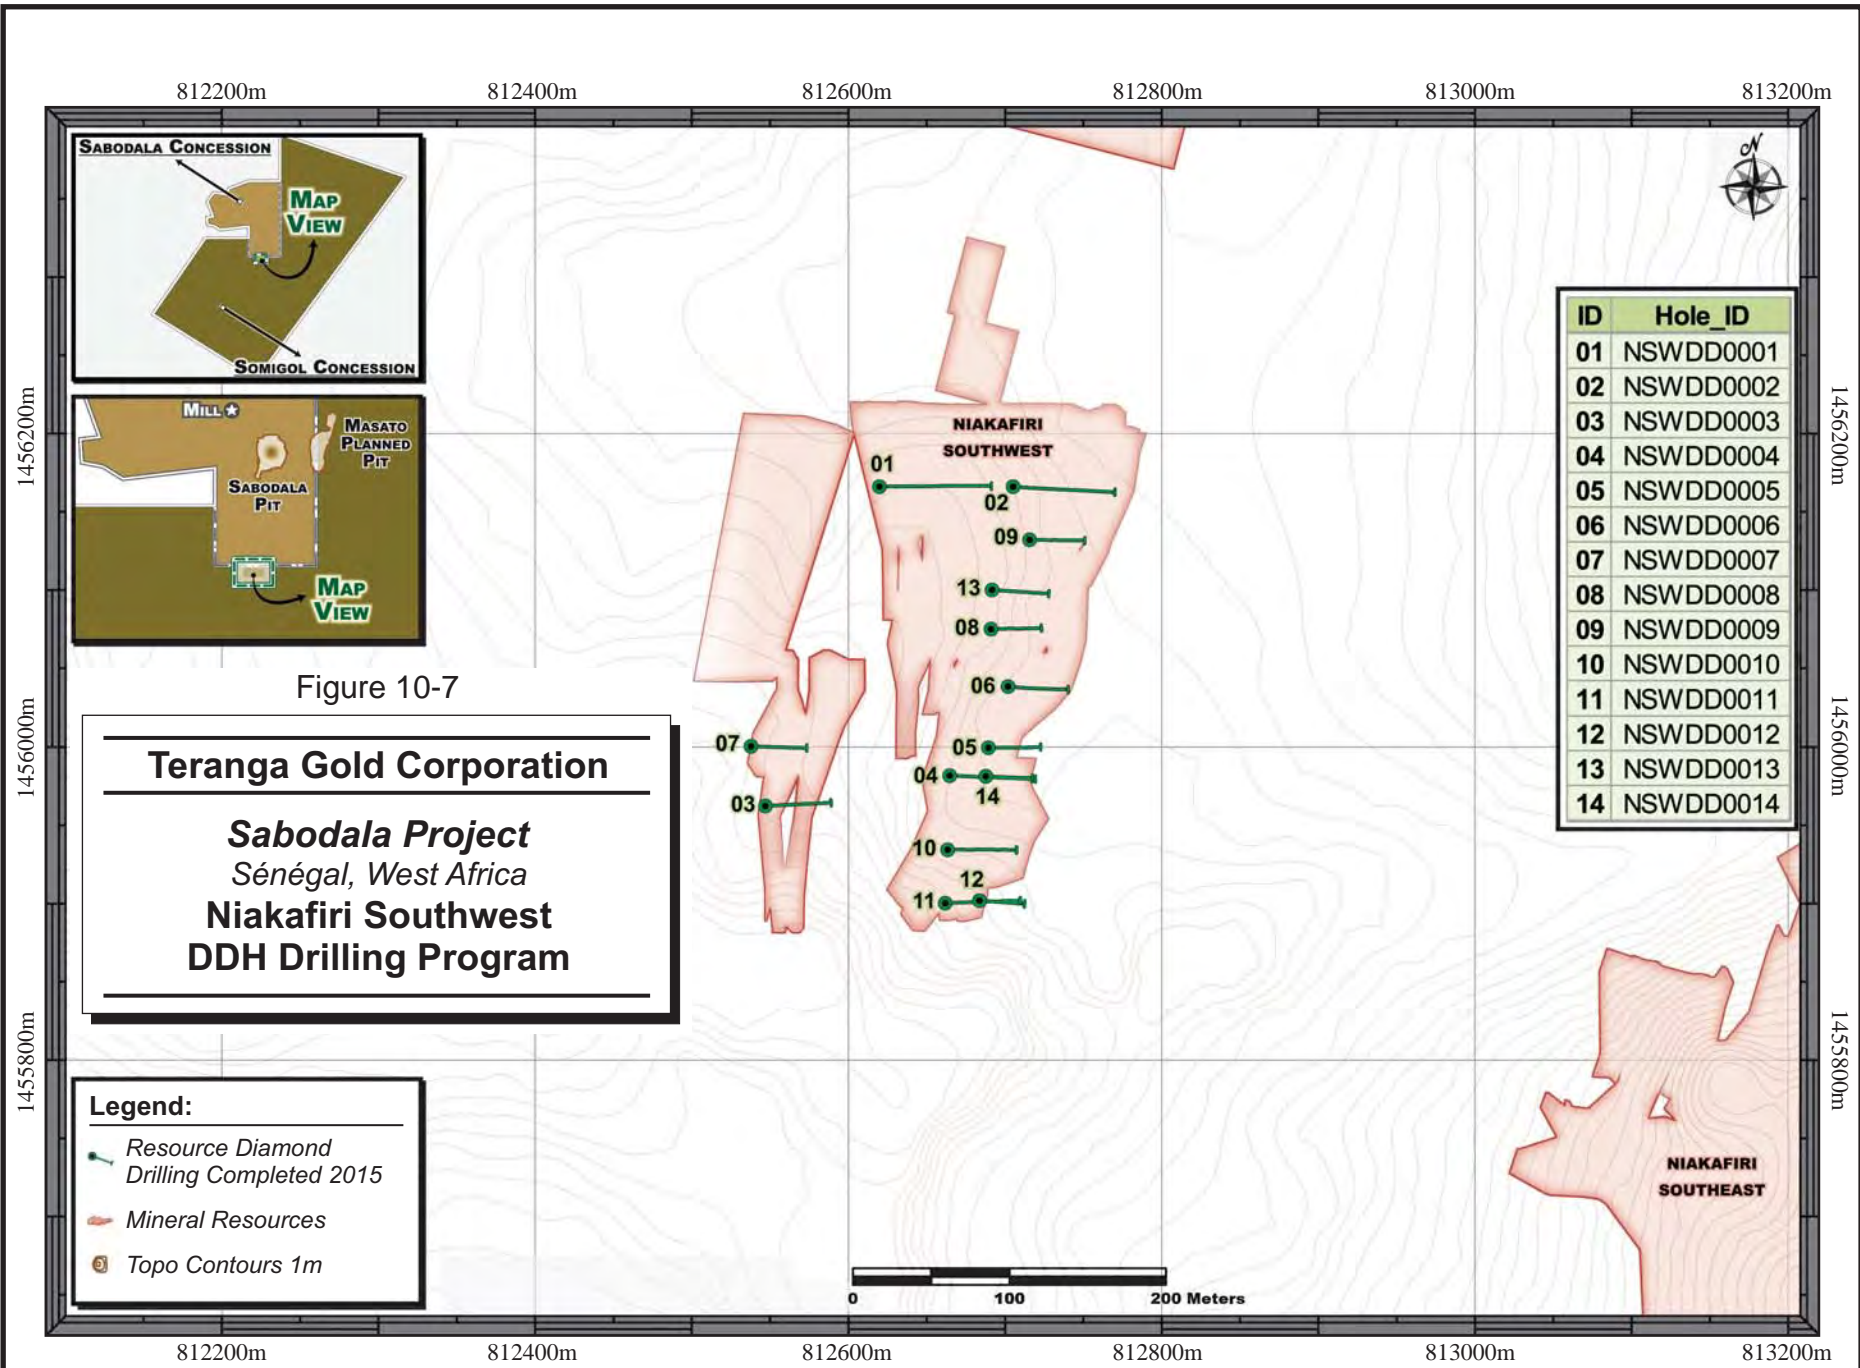 812200m 812400m 812600m 812800m 813000m 813200m
N
SABODALA CONCESSION
MAP
VIEW
SOMIGOL CONCESSION
MILL
MASATO
PLANNED
PIT
SABODALA
PIT
MAP
VIEW
1456200m
1456000m
1455800m
1456200m
1456000m
1455800m
NIAKAFIRI
SOUTHWEST
01
02
09
13
08
06
07
05
04
14
03
10
12
11
ID Hole_ID
01 NSWDD0001
02 NSWDD0002
03 NSWDD0003
04 NSWDD0004
05 NSWDD0005
06 NSWDD0006
07 NSWDD0007
08 NSWDD0008
09 NSWDD0009
10 NSWDD0010
11 NSWDD0011
12 NSWDD0012
13 NSWDD0013
14 NSWDD0014
Figure 10-7
Teranga Gold Corporation
Sabodala Project
Sénégal, West Africa
Niakafiri Southwest
DDH Drilling Program
Legend:
Resource Diamond
Drilling Completed 2015
Mineral Resources
Topo Contours 1m
NIAKAFIRI
SOUTHEAST
0 100 200 Meters
812200m 812400m 812600m 812800m 813000m 813200m